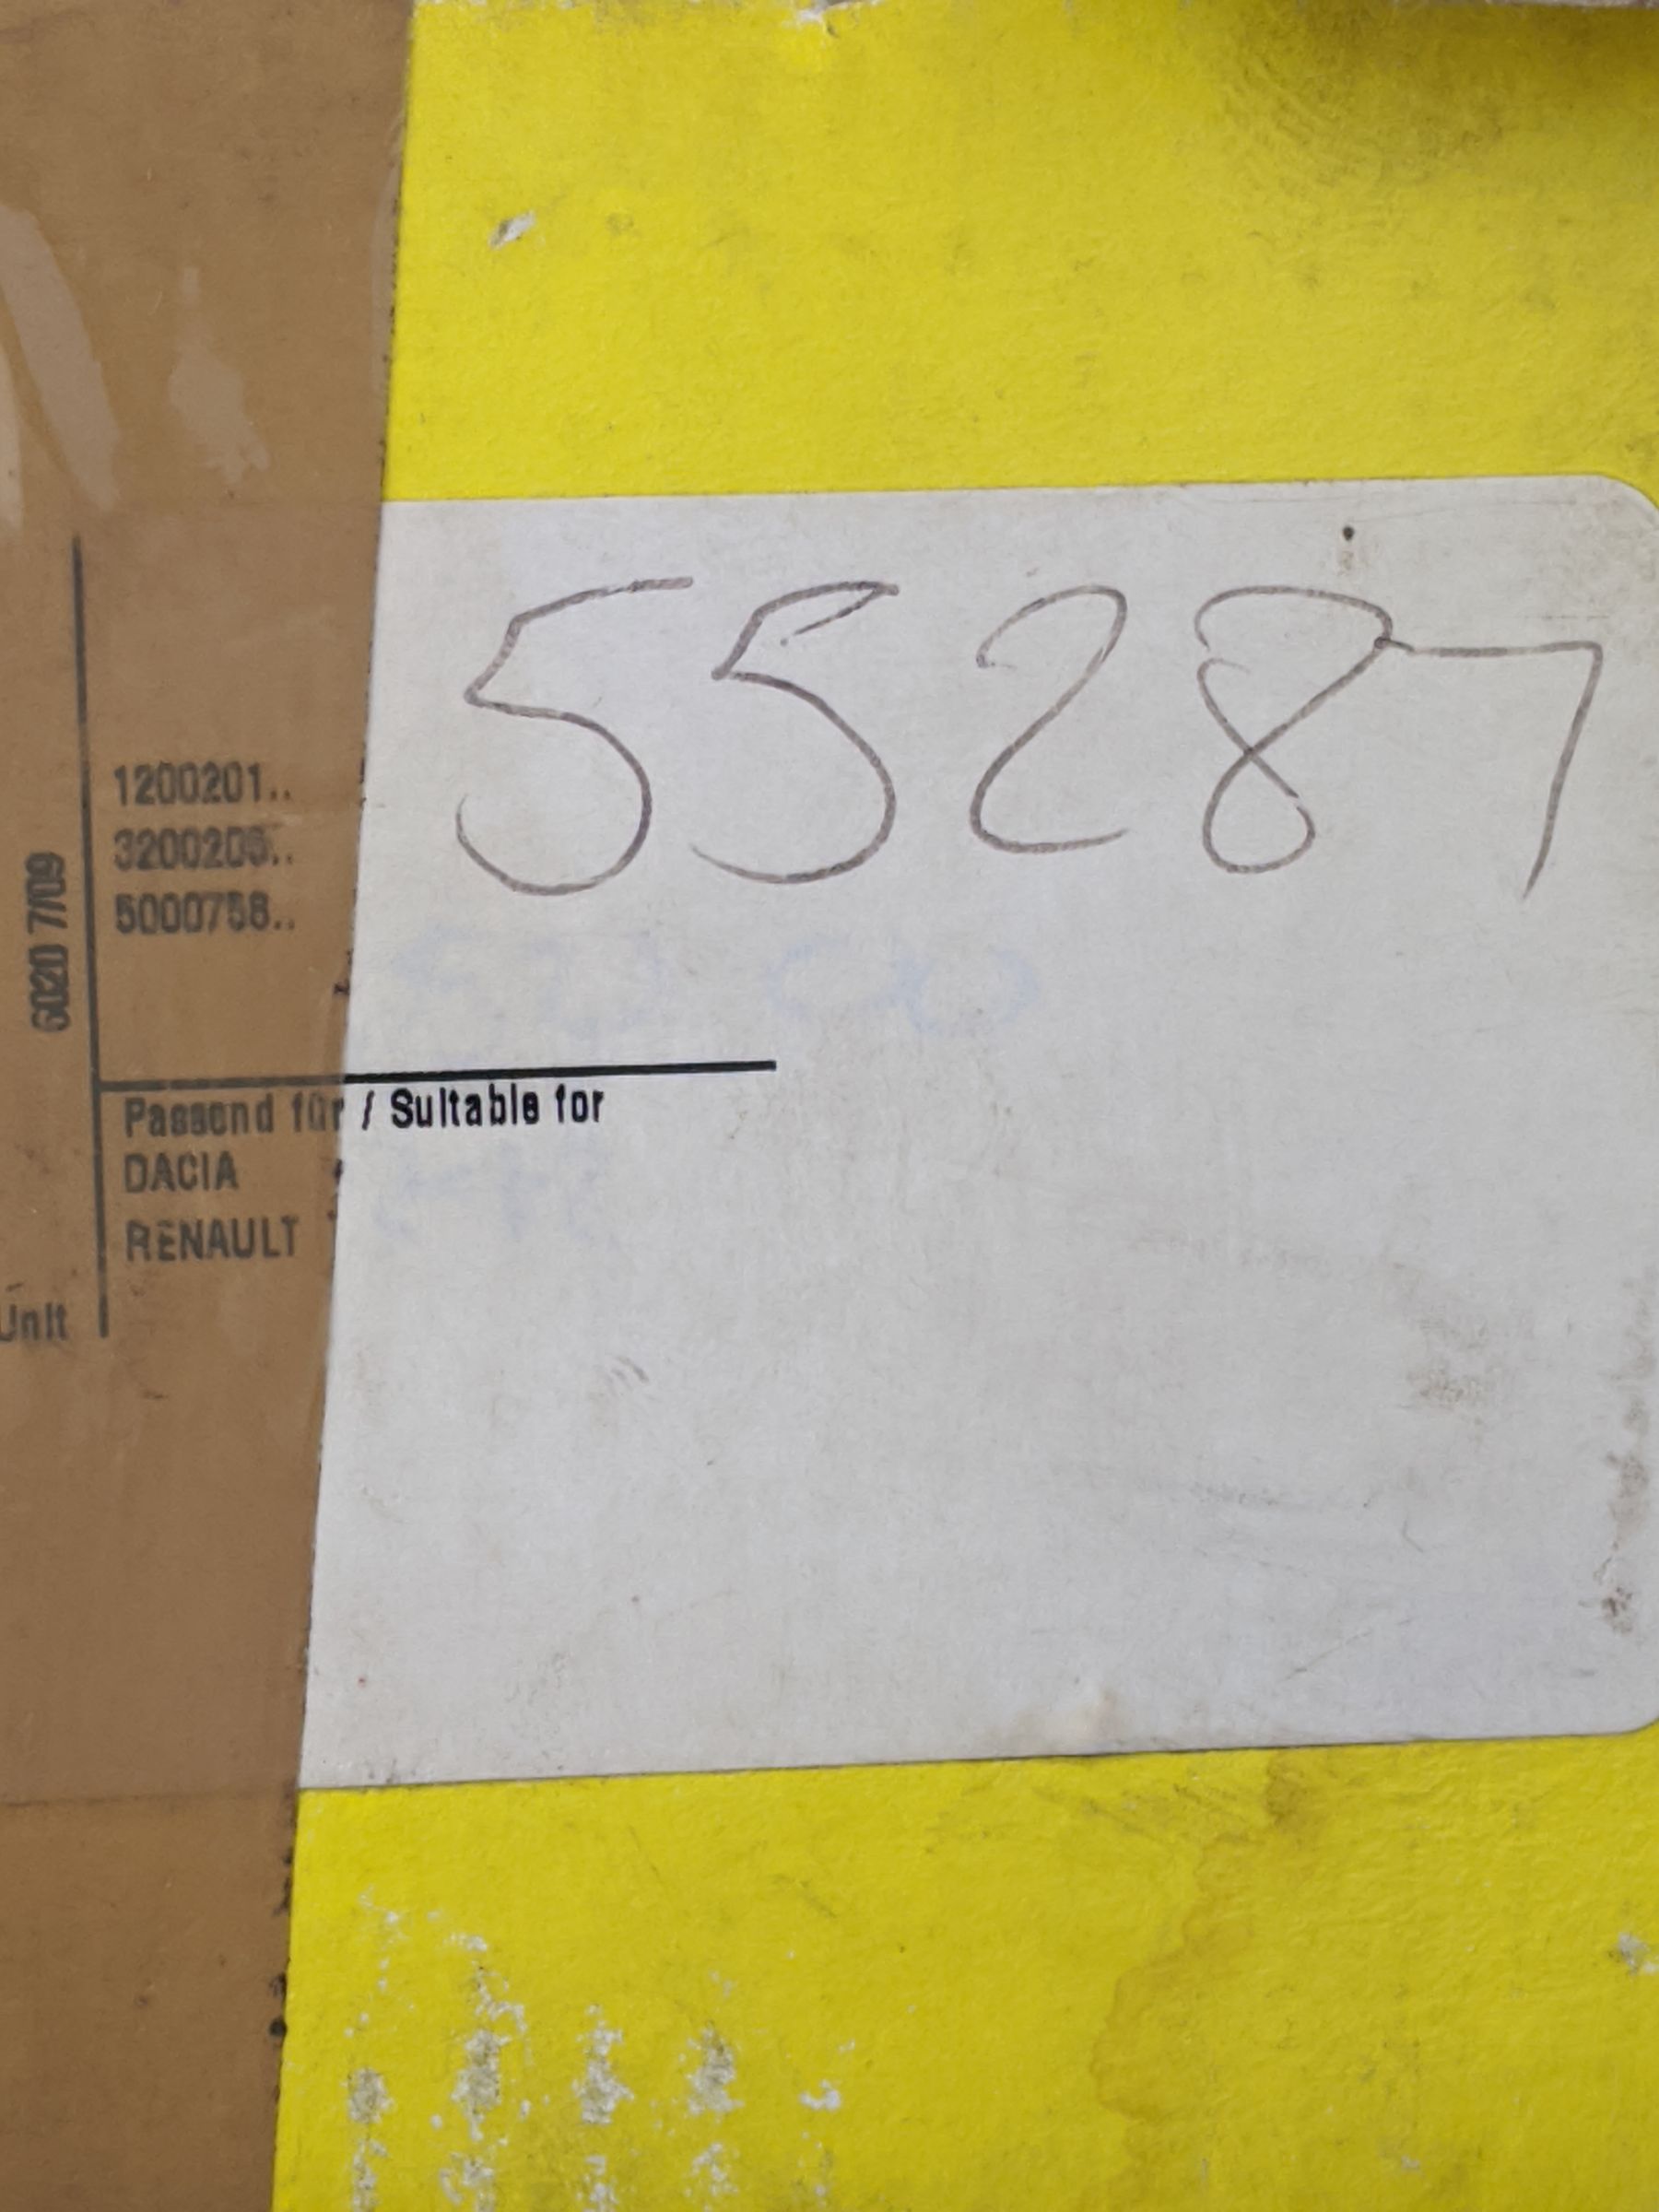 55287
1200201..
3200205..
5000758..
6020 7/09
Passend für / Suitable for
DACIA
RENAULT
Unit